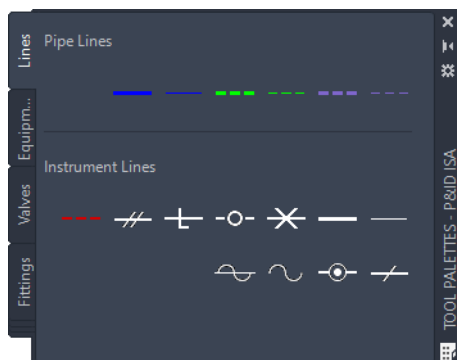 Lines
Pipe Lines
Equipm...
Instrument Lines
Valves
Fittings
TOOL PALETTES - P&ID ISA